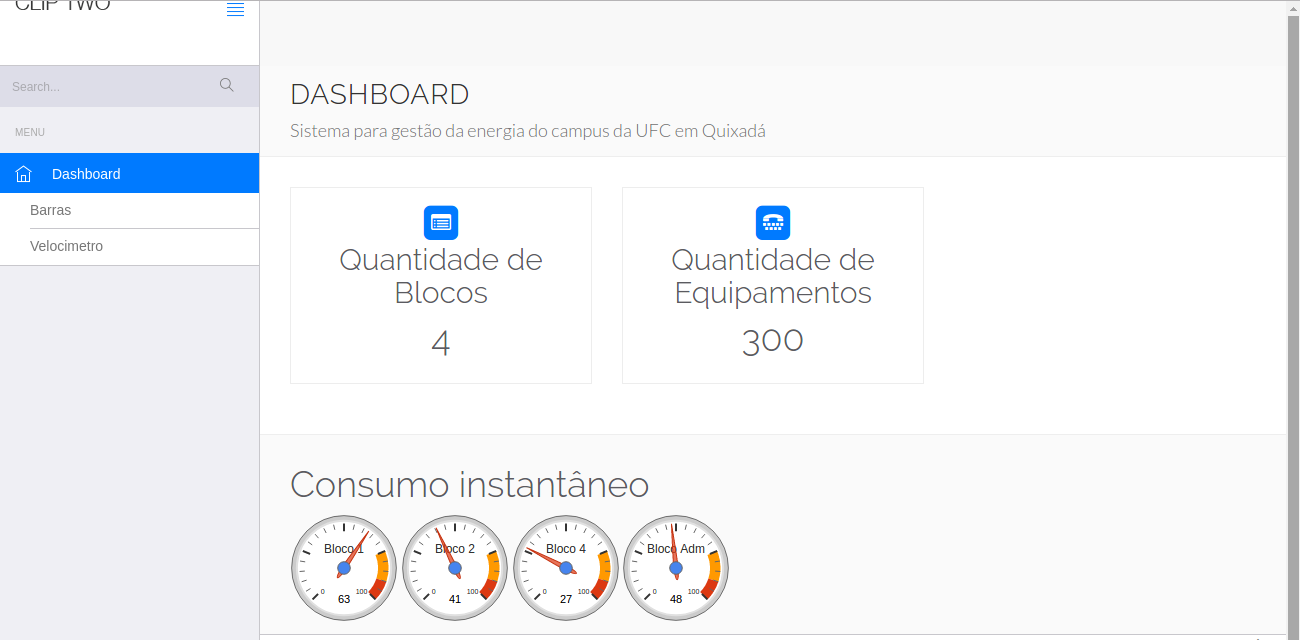 CLIP TWO
Search...
MENU
Dashboard
Barras
Velocimetro
DASHBOARD
Sistema para gestão da energia do campus da UFC em Quixadá
Quantidade de
Blocos
4
Quantidade de
Equipamentos
300
Consumo instantâneo
Bloco 1
0 100
63
Bloco 2
0 100
41
Bloco 4
0 100
27
Bloco Adm
0 100
48